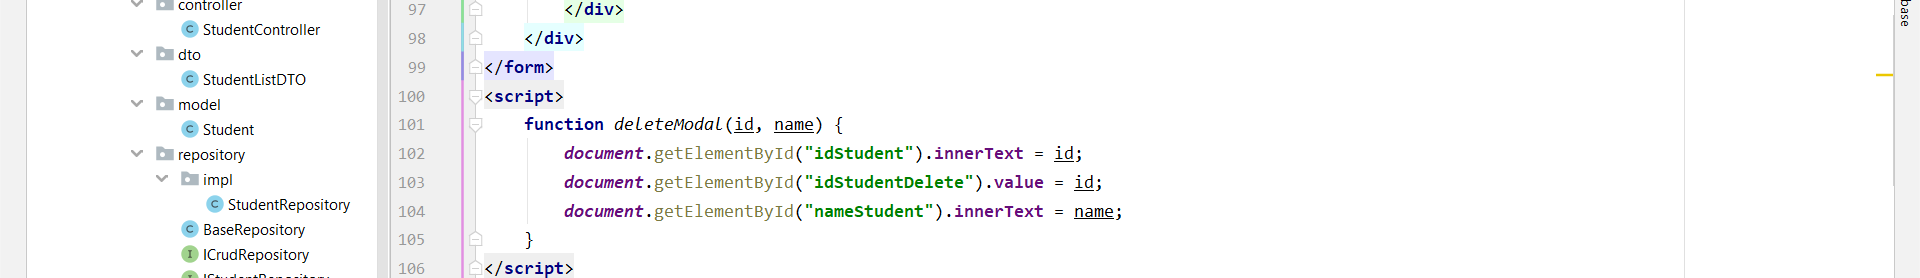 controller
StudentController
dto
StudentListDTO
model
Student
repository
impl
StudentRepository
BaseRepository
ICrudRepository
IStudentRepository
97 </div>
98 </div>
99 </form>
100 <script>
101 function deleteModal(id, name) {
102 document.getElementById("idStudent").innerText = id;
103 document.getElementById("idStudentDelete").value = id;
104 document.getElementById("nameStudent").innerText = name;
105 }
106 </script>
base